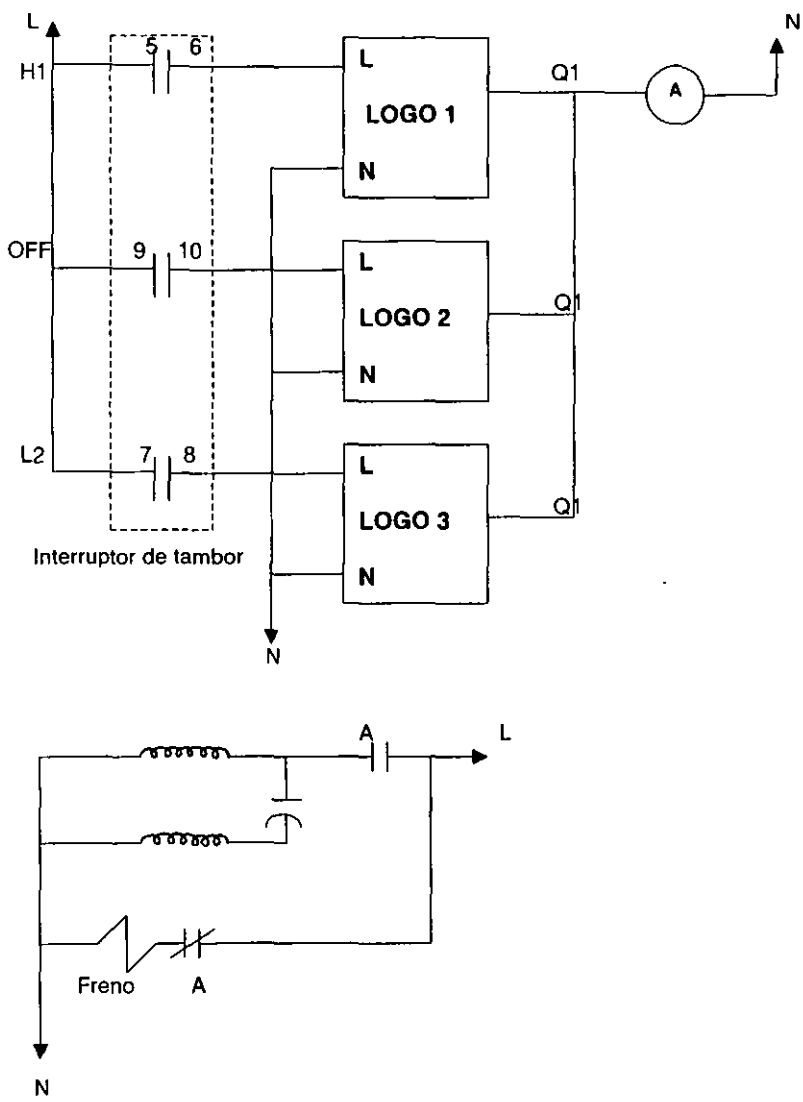 L
N
5 6
H1
L
Q1
A
LOGO 1
N
OFF
9 10
L
LOGO 2
Q1
N
L2
7 8
L
LOGO 3
Q1
N
Interruptor de tambor
N
A
L
Freno
A
N